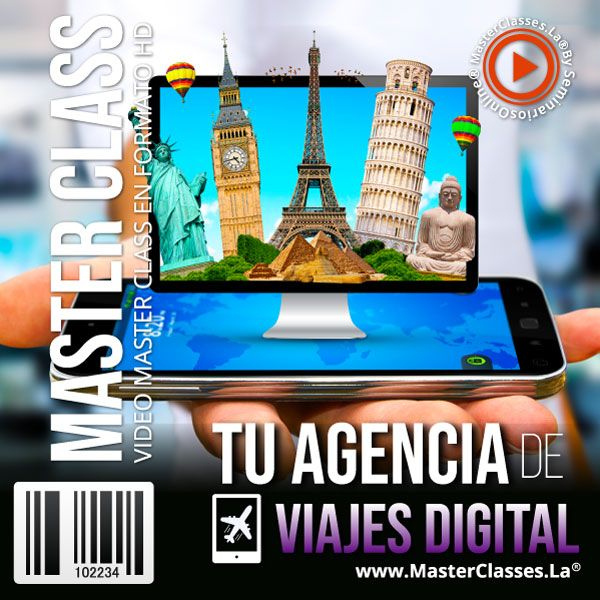 MASTER CLASS
VIDEO MASTER CLASS EN FORMATO HD
MasterClasses.La®By SeminariosOnline®
TU AGENCIA DE
VIAJES DIGITAL
www.MasterClasses.La®
102234